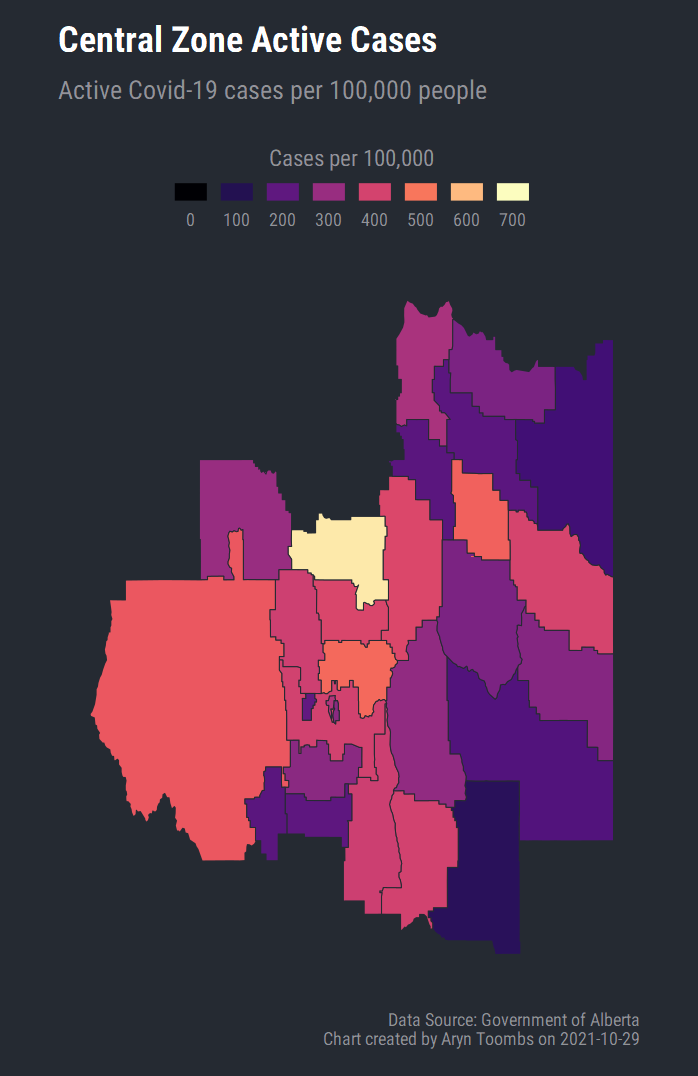 Central Zone Active Cases
Active Covid-19 cases per 100,000 people
Cases per 100,000
0 100 200 300 400 500 600 700
Data Source: Government of Alberta
Chart created by Aryn Toombs on 2021-10-29